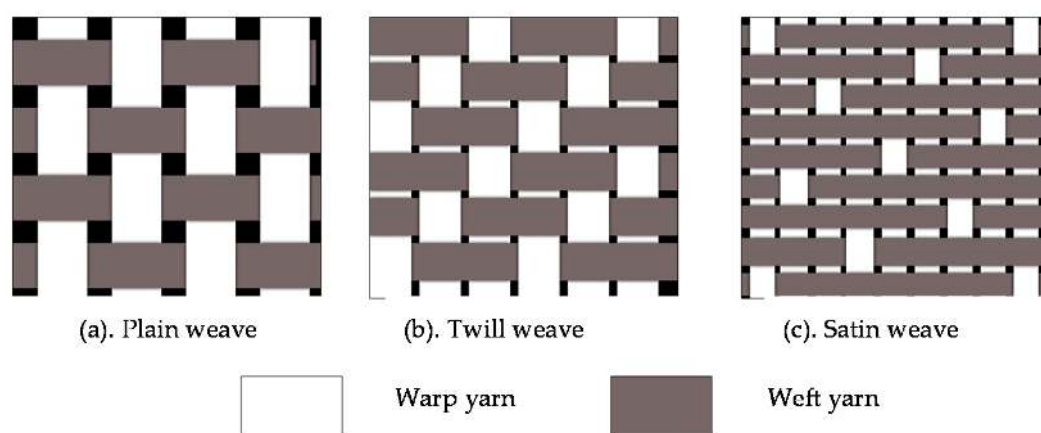 (a). Plain weave
(b). Twill weave
(c). Satin weave
Warp yarn
Weft yarn